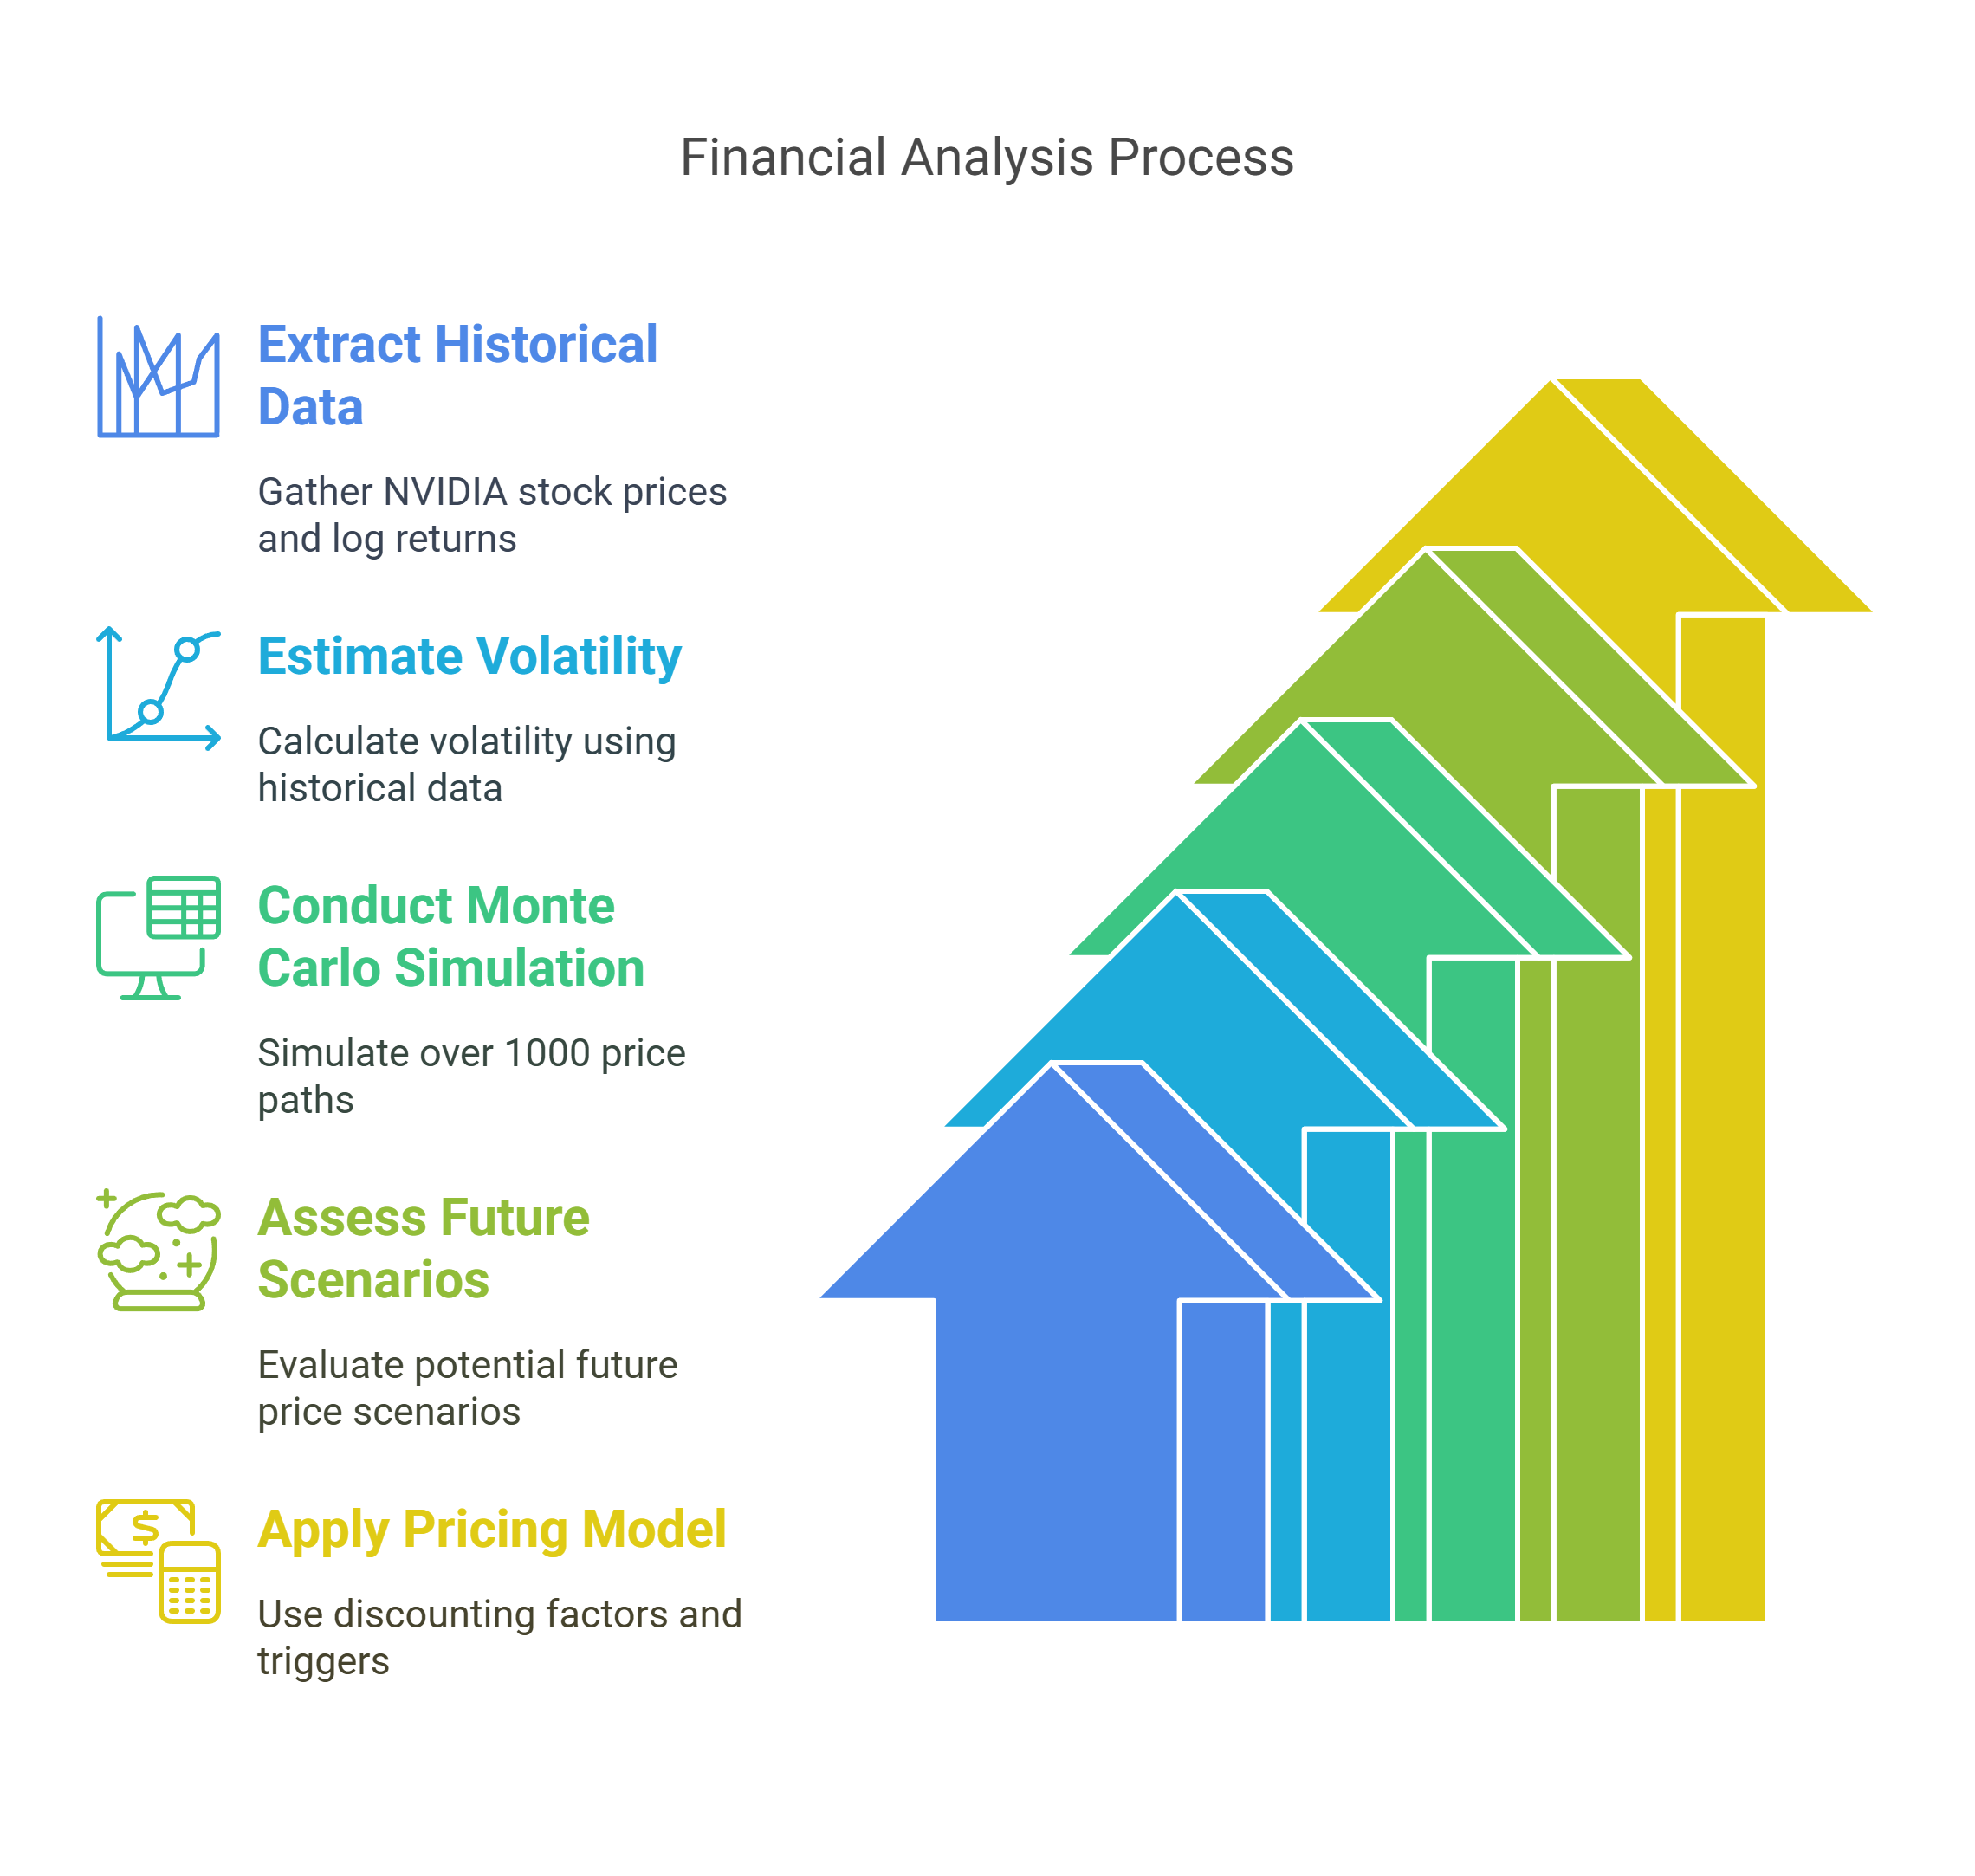 Financial Analysis Process
Extract Historical
Data
Gather NVIDIA stock prices
and log returns
Estimate Volatility
Calculate volatility using
historical data
Conduct Monte
Carlo Simulation
Simulate over 1000 price
paths
Assess Future
Scenarios
Evaluate potential future
price scenarios
$
Apply Pricing Model
Use discounting factors and
triggers